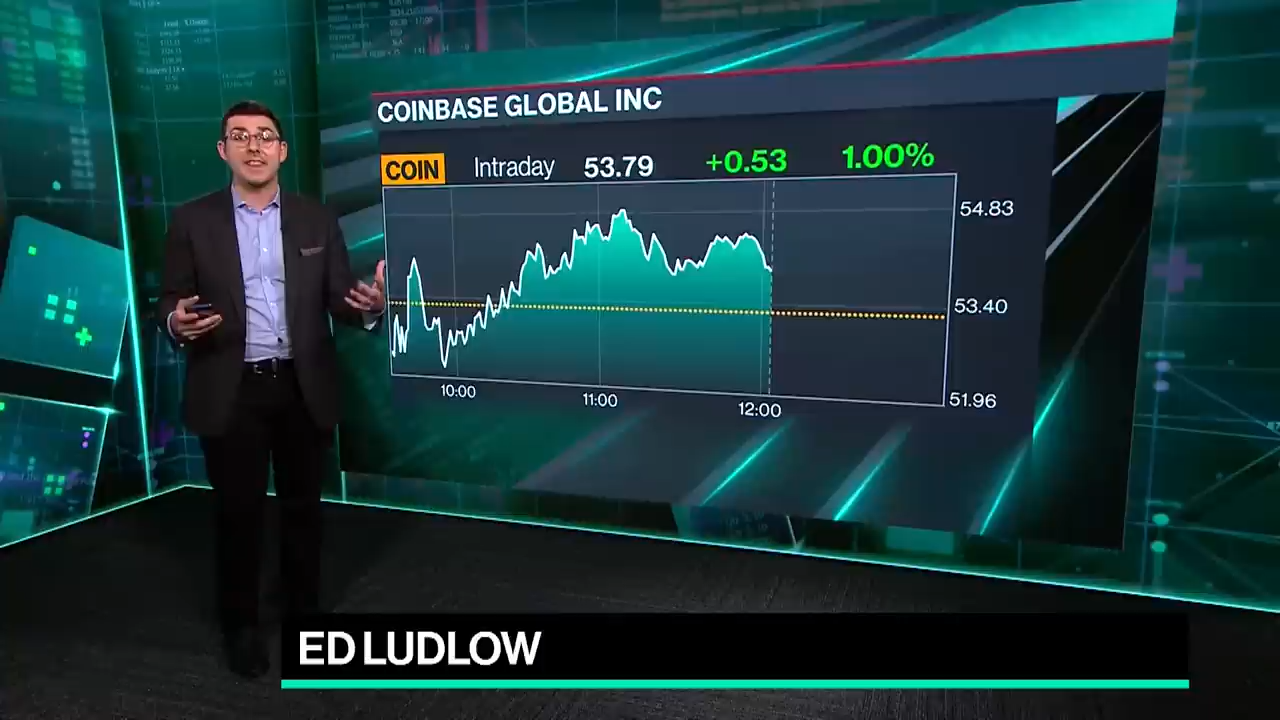 COINBASE GLOBAL INC
COIN Intraday 53.79 +0.53 1.00%
54.83
53.40
51.96
10:00 11:00 12:00
ED LUDLOW